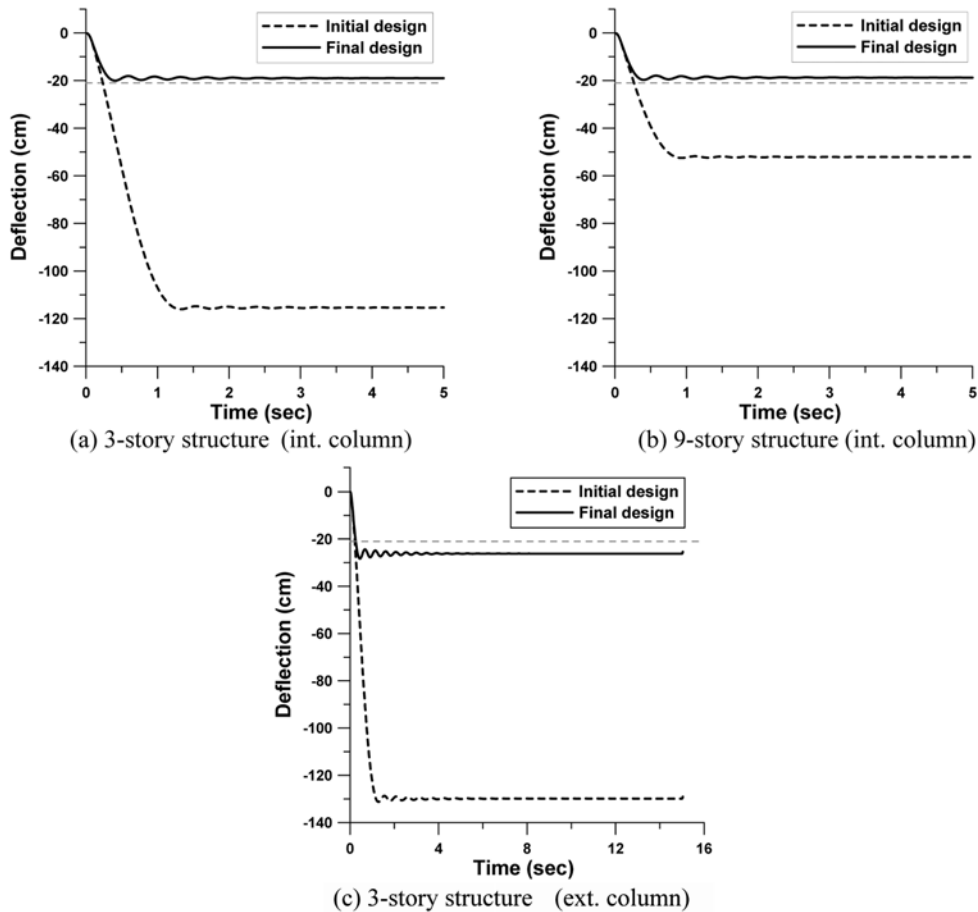 Initial design
Final design
0
-20
-40
-60
-80
-100
-120
-140
Deflection (cm)
0 1 2 3 4 5
Time (sec)
(a) 3-story structure (int. column)
Initial design
Final design
0
-20
-40
-60
-80
-100
-120
-140
Deflection (cm)
0 1 2 3 4 5
Time (sec)
(b) 9-story structure (int. column)
Initial design
Final design
0
-20
-40
-60
-80
-100
-120
-140
Deflection (cm)
0 4 8 12 16
Time (sec)
(c) 3-story structure (ext. column)